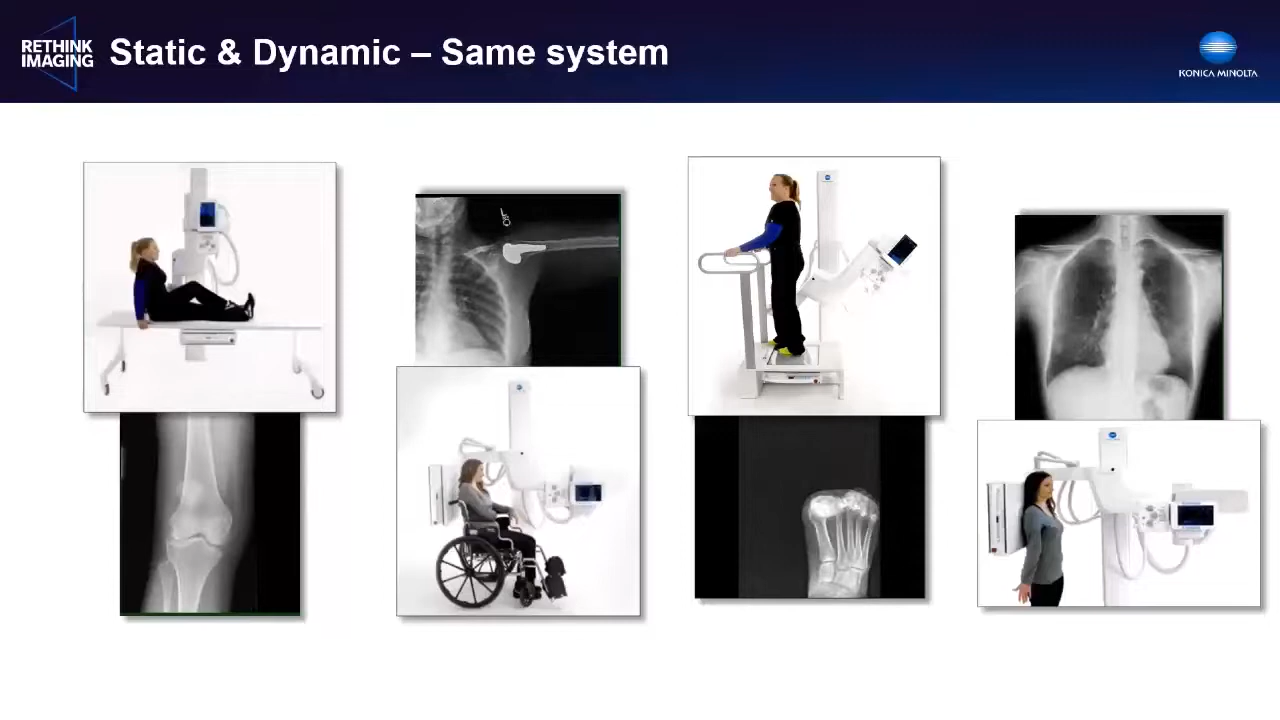 RETHINK
IMAGING
Static & Dynamic – Same system
KONICA MINOLTA